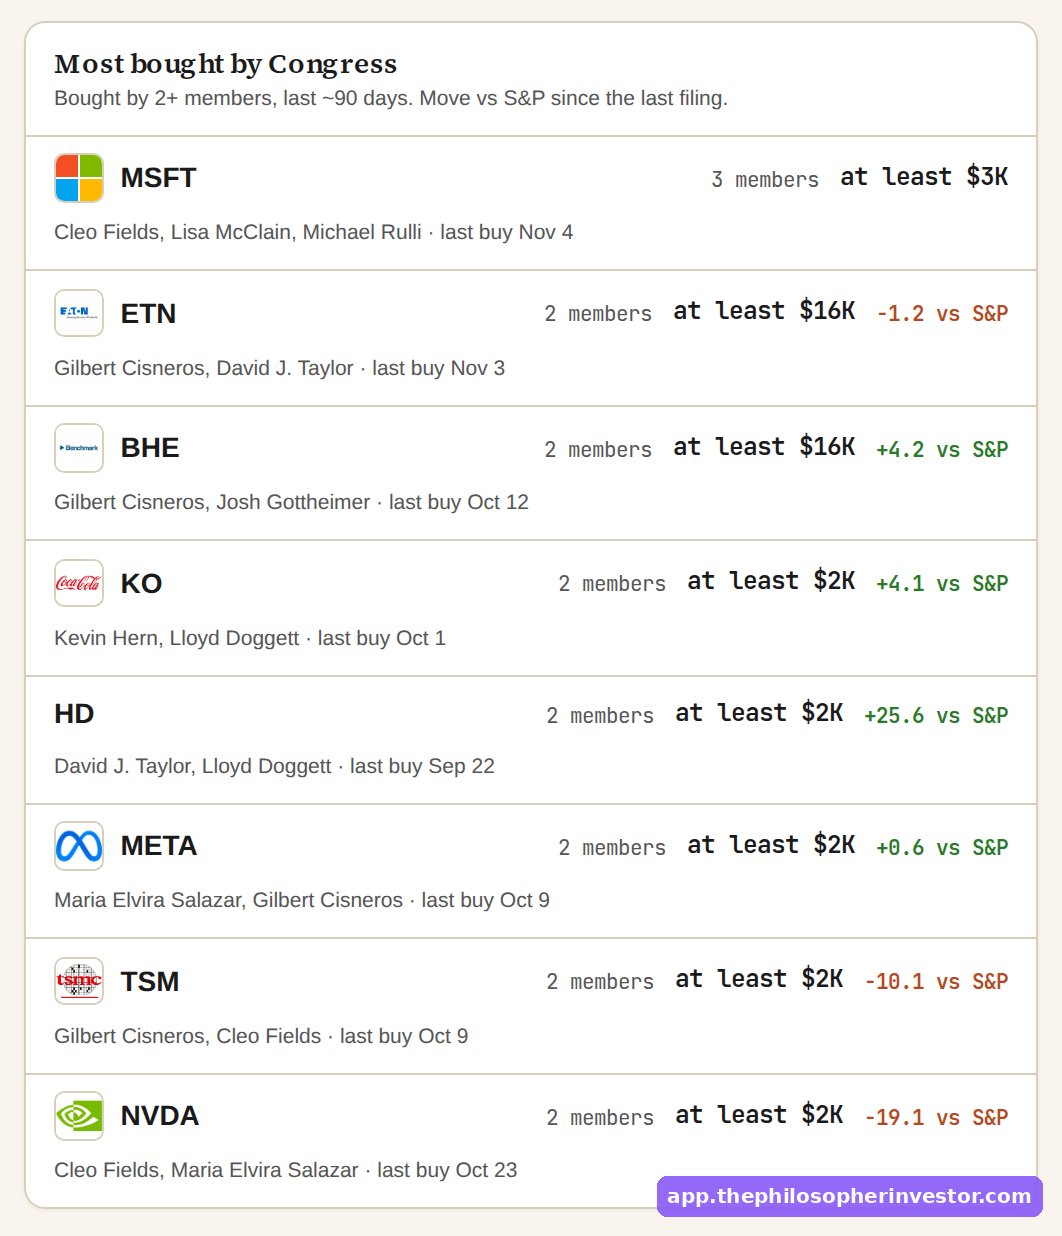 Most bought by Congress
Bought by 2+ members, last ~90 days. Move vs S&P since the last filing.
MSFT 3 members at least $3K
Cleo Fields, Lisa McClain, Michael Rulli · last buy Nov 4
EATON
ETN 2 members at least $16K -1.2 vs S&P
Gilbert Cisneros, David J. Taylor · last buy Nov 3
Benchmark
BHE 2 members at least $16K +4.2 vs S&P
Gilbert Cisneros, Josh Gottheimer · last buy Oct 12
Coca-Cola
KO 2 members at least $2K +4.1 vs S&P
Kevin Hern, Lloyd Doggett · last buy Oct 1
HD 2 members at least $2K +25.6 vs S&P
David J. Taylor, Lloyd Doggett · last buy Sep 22
META 2 members at least $2K +0.6 vs S&P
Maria Elvira Salazar, Gilbert Cisneros · last buy Oct 9
tsmc
TSM 2 members at least $2K -10.1 vs S&P
Gilbert Cisneros, Cleo Fields · last buy Oct 9
NVDA 2 members at least $2K -19.1 vs S&P
Cleo Fields, Maria Elvira Salazar · last buy Oct 23
app.thephilosopherinvestor.com